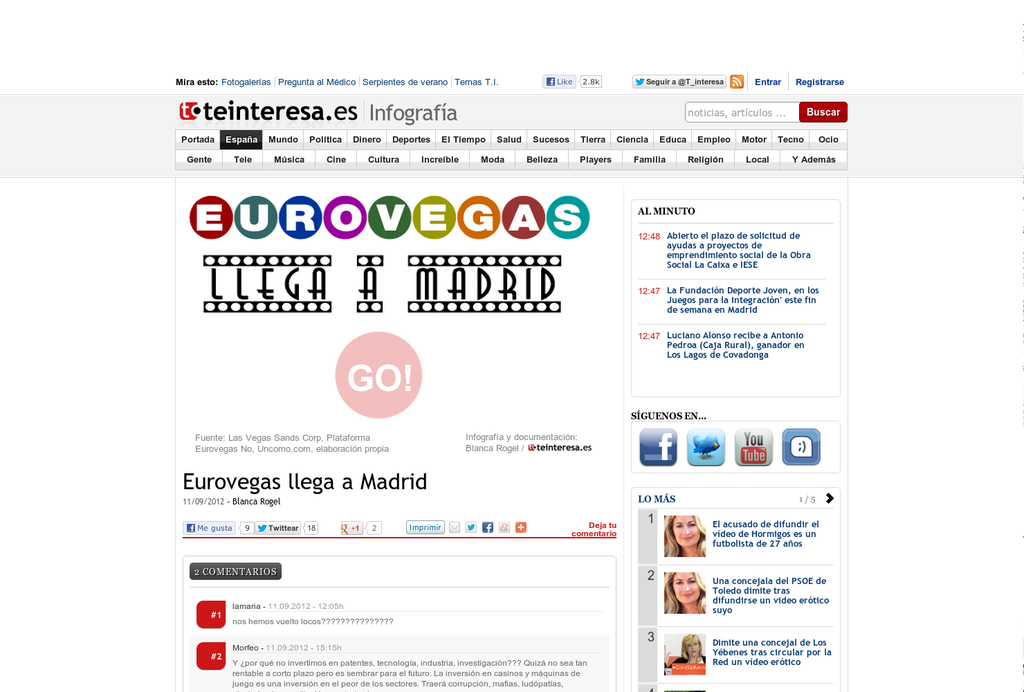 Mira esto: Fotogalerías Pregunta al Médico Serpientes de verano Temas T.I. Like 2.8k Seguir a @T_interesa Entrar Registrarse
teinteresa.es Infografía noticias, artículos ... Buscar
Portada España Mundo Política Dinero Deportes El Tiempo Salud Sucesos Tierra Ciencia Educa Empleo Motor Tecno Ocio
Gente Tele Música Cine Cultura Increíble Moda Belleza Players Familia Religión Local Y Además
EUROVEGAS
LLEGA A MADRID
GO!
Fuente: Las Vegas Sands Corp, Plataforma
Eurovegas No, Uncomo.com, elaboración propia
Infografía y documentación:
Blanca Rogel / teinteresa.es
Eurovegas llega a Madrid
11/09/2012 - Blanca Rogel
Me gusta 9 Twittear 18 +1 2 Imprimir
Deja tu
comentario
2 COMENTARIOS
#1
lamaria - 11.09.2012 - 12:05h
nos hemos vuelto locos???????????????
#2
Morfeo - 11.09.2012 - 15:15h
Y ¿por qué no invertimos en patentes, tecnología, industria, investigación??? Quizá no sea tan
rentable a corto plazo pero es sembrar para el futuro. La inversión en casinos y máquinas de
juego es una inversión en el peor de los sectores. Traerá corrupción, mafias, ludópatías,
AL MINUTO
12:48 Abierto el plazo de solicitud de
ayudas a proyectos de
emprendimiento social de la Obra
Social La Caixa e IESE
12:47 La Fundación Deporte Joven, en los
Juegos para la integración' este fin
de semana en Madrid
12:47 Luciano Alonso recibe a Antonio
Pedroa (Caja Rural), ganador en
Los Lagos de Covadonga
SÍGUENOS EN...
You
Tube
LO MÁS 1 / 5
1 El acusado de difundir el
video de Hormigos es un
futbolista de 27 años
2 Una concejala del PSOE de
Toledo dimite tras
difundirse un video erótico
suyo
3 Dimite una concejal de Los
Yébenes tras circular por la
Red un vídeo erótico